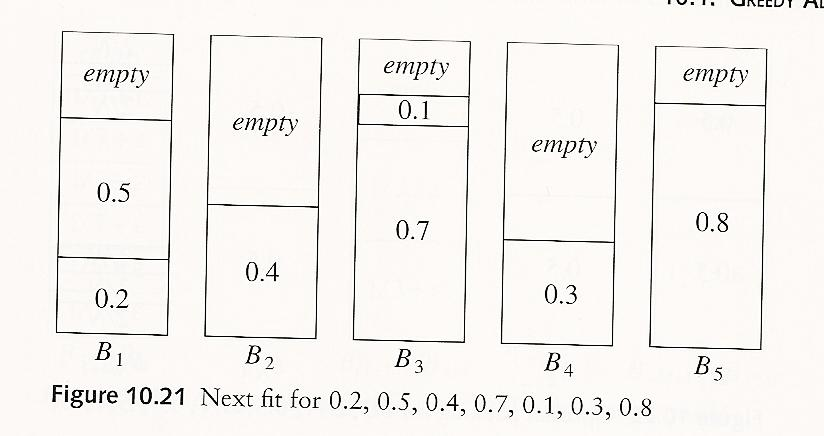 10.1. GREEDY
empty empty empty empty empty
0.1
0.5 0.7 0.8
0.4 0.3
0.2
B1 B2 B3 B4 B5
Figure 10.21 Next fit for 0.2, 0.5, 0.4, 0.7, 0.1, 0.3, 0.8